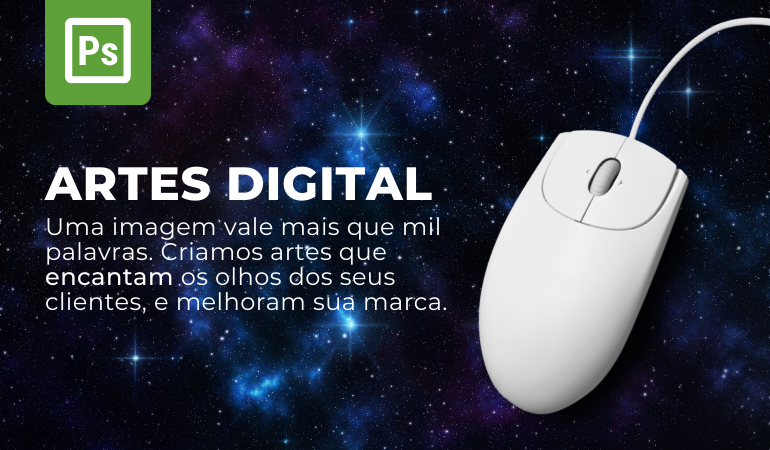 Ps
ARTES DIGITAL
Uma imagem vale mais que mil
palavras. Criamos artes que
encantam os olhos dos seus
clientes, e melhoram sua marca.